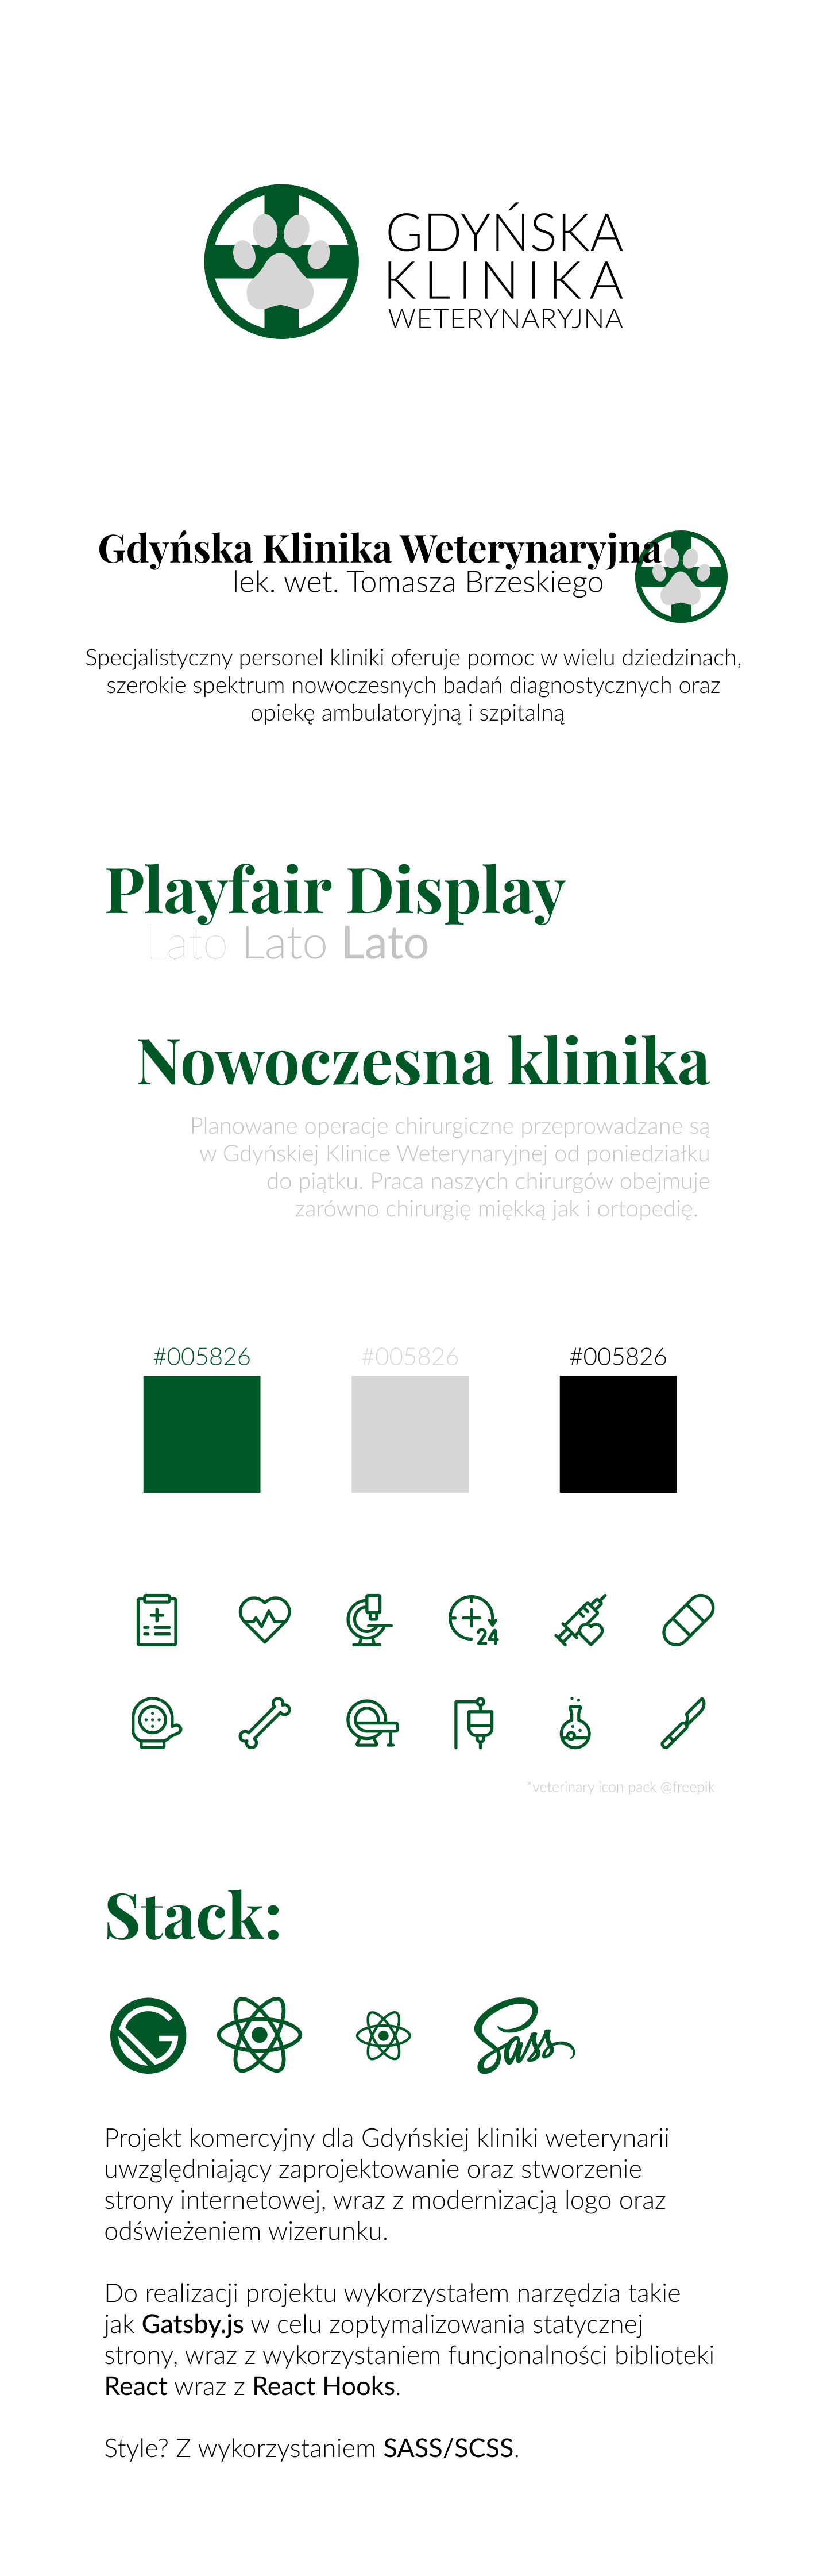 GDYŃSKA
KLINIKA
WETERYNARYJNA
Gdyńska Klinika Weterynaryjna
lek. wet. Tomasza Brzeskiego
Specjalistyczny personel kliniki oferuje pomoc w wielu dziedzinach,
szerokie spektrum nowoczesnych badań diagnostycznych oraz
opiekę ambulatoryjną i szpitalną
Playfair Display
Lato Lato Lato
Nowoczesna klinika
Planowane operacje chirurgiczne przeprowadzane są
w Gdyńskiej Klinice Weterynaryjnej od poniedziałku
do piątku. Praca naszych chirurgów obejmuje
zarówno chirurgię miękką jak i ortopedię.
#005826 #005826 #005826
24
*veterinary icon pack @freepik
Stack:
Sass
Projekt komercyjny dla Gdyńskiej kliniki weterynarii
uwzględniający zaprojektowanie oraz stworzenie
strony internetowej, wraz z modernizacją logo oraz
odświeżeniem wizerunku.
Do realizacji projektu wykorzystałem narzędzia takie
jak Gatsby.js w celu zoptymalizowania statycznej
strony, wraz z wykorzystaniem funcjonalności biblioteki
React wraz z React Hooks.
Style? Z wykorzystaniem SASS/SCSS.